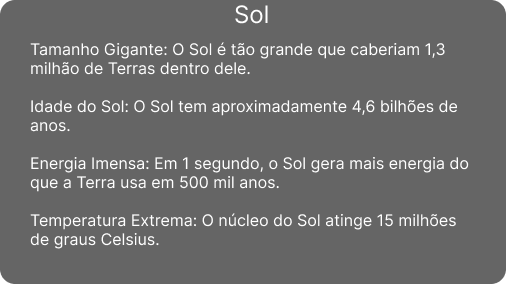 Sol
Tamanho Gigante: O Sol é tão grande que caberiam 1,3
milhão de Terras dentro dele.
Idade do Sol: O Sol tem aproximadamente 4,6 bilhões de
anos.
Energia Imensa: Em 1 segundo, o Sol gera mais energia do
que a Terra usa em 500 mil anos.
Temperatura Extrema: O núcleo do Sol atinge 15 milhões
de graus Celsius.